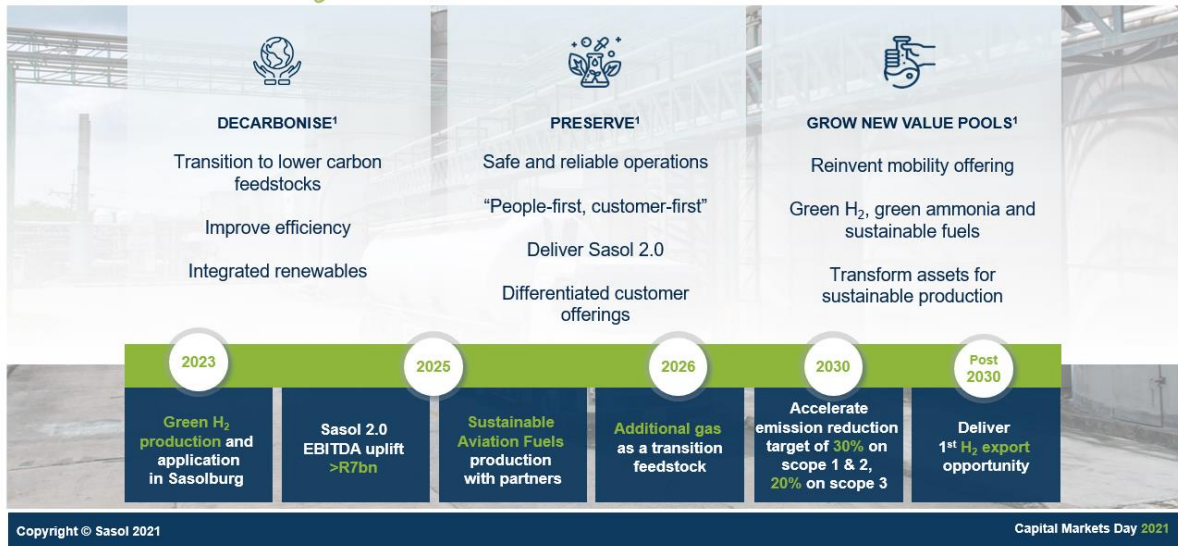 DECARBONISE¹
Transition to lower carbon
feedstocks
Improve efficiency
Integrated renewables
PRESERVE¹
Safe and reliable operations
“People-first, customer-first”
Deliver Sasol 2.0
Differentiated customer
offerings
GROW NEW VALUE POOLS¹
Reinvent mobility offering
Green H₂, green ammonia and
sustainable fuels
Transform assets for
sustainable production
2023
Green H₂
production and
application
in Sasolburg
2025
Sasol 2.0
EBITDA uplift
>R7bn
Sustainable
Aviation Fuels
production
with partners
2026
Additional gas
as a transition
feedstock
2030
Accelerate
emission reduction
target of 30% on
scope 1 & 2,
20% on scope 3
Post
2030
Deliver
1ˢᵗ H₂ export
opportunity
Copyright © Sasol 2021
Capital Markets Day 2021